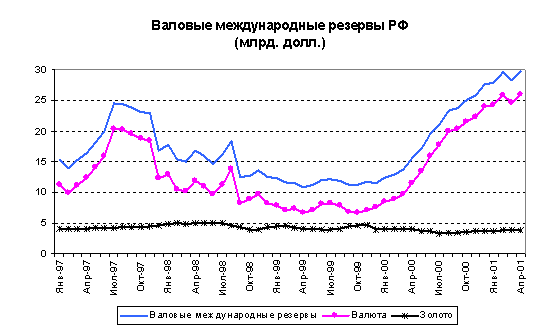 Валовые международные резервы РФ
(млрд. долл.)
30
25
20
15
10
5
0
Янв-97
Апр-97
Июл-97
Окт-97
Янв-98
Апр-98
Июл-98
Окт-98
Янв-99
Апр-99
Июл-99
Окт-99
Янв-00
Апр-00
Июл-00
Окт-00
Янв-01
Апр-01
Валовые международные резервы Валюта Золото